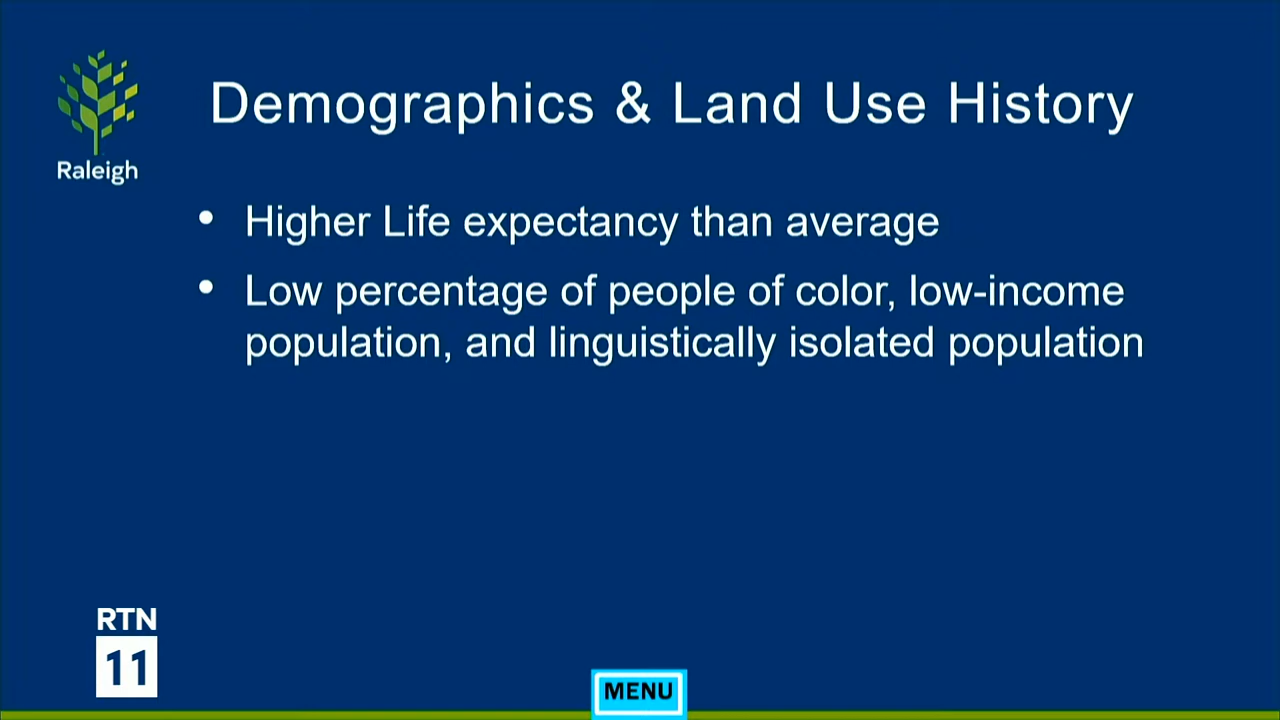 Demographics & Land Use History
Raleigh
• Higher Life expectancy than average
• Low percentage of people of color, low-income
population, and linguistically isolated population
RTN
11
MENU